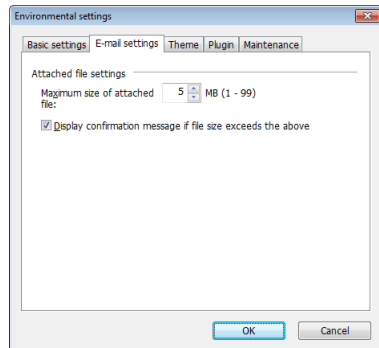 Environmental settings
Basic settings E-mail settings Theme Plugin Maintenance
Attached file settings
Maximum size of attached file: 5 MB (1 - 99)
Display confirmation message if file size exceeds the above
OK Cancel